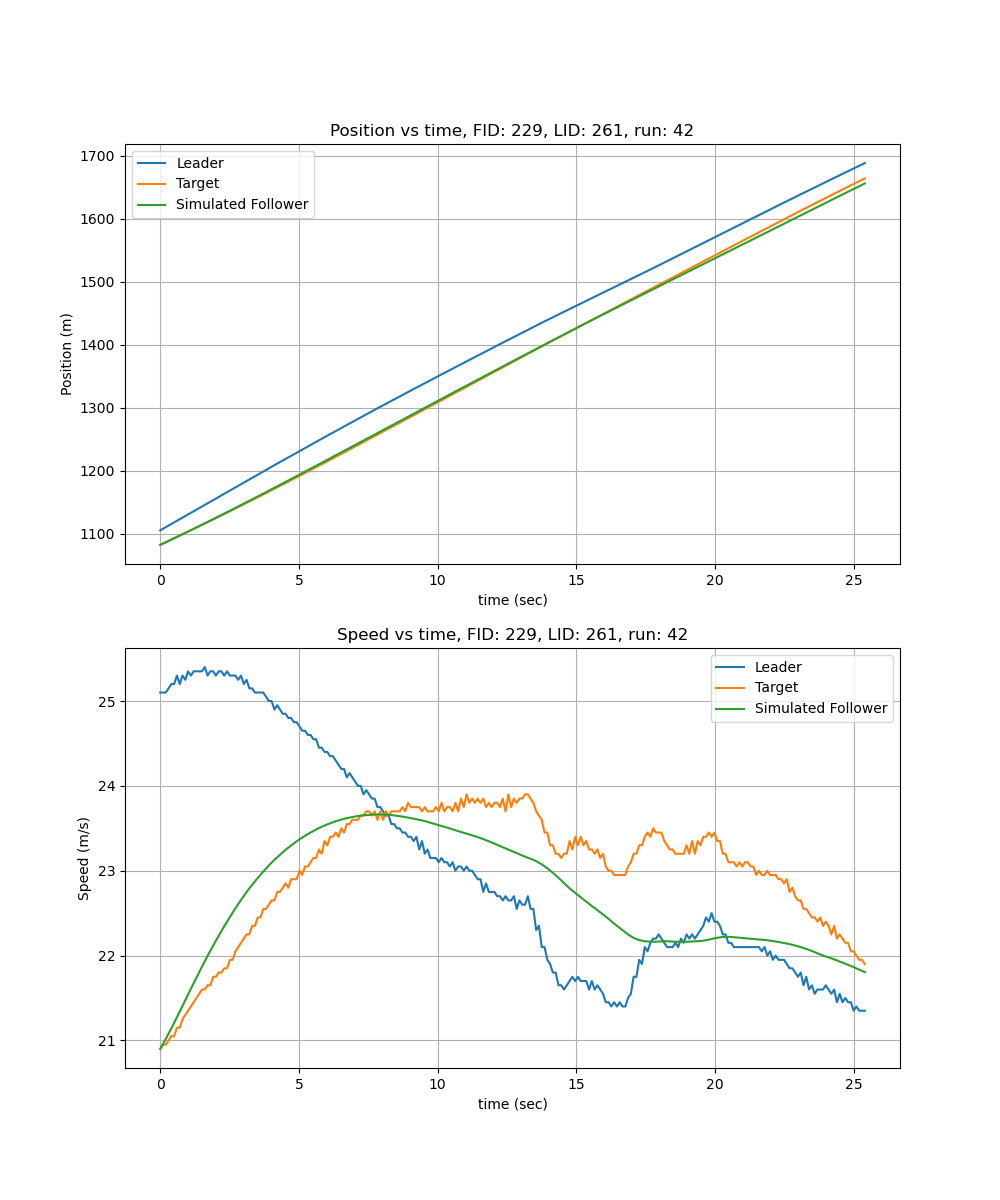 Position vs time, FID: 229, LID: 261, run: 42
Leader
Target
Simulated Follower
1700
1600
1500
1400
1300
1200
1100
Position (m)
0 5 10 15 20 25
time (sec)
Speed vs time, FID: 229, LID: 261, run: 42
Leader
Target
Simulated Follower
25
24
23
22
21
Speed (m/s)
0 5 10 15 20 25
time (sec)